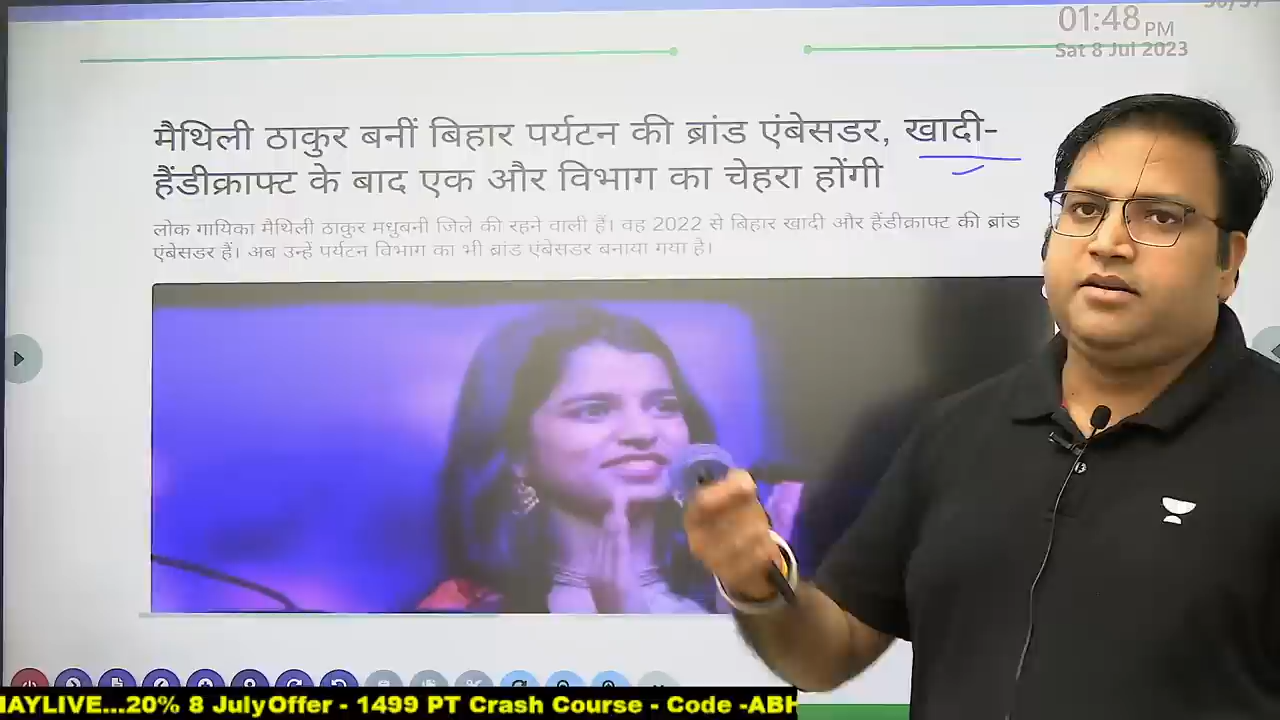 01:48 PM
Sat 8 Jul 2023
मैथिली ठाकुर बनीं बिहार पर्यटन की ब्रांड एंबेसडर, खादी-
हैंडीक्राफ्ट के बाद एक और विभाग का चेहरा होंगी
लोक गायिका मैथिली ठाकुर मधुबनी जिले की रहने वाली हैं। वह 2022 से बिहार खादी और हैंडीक्राफ्ट की ब्रांड
एंबेसडर हैं। अब उन्हें पर्यटन विभाग का भी ब्रांड एंबेसडर बनाया गया है।
AYLIVE...20% 8 JulyOffer - 1499 PT Crash Course - Code -ABH